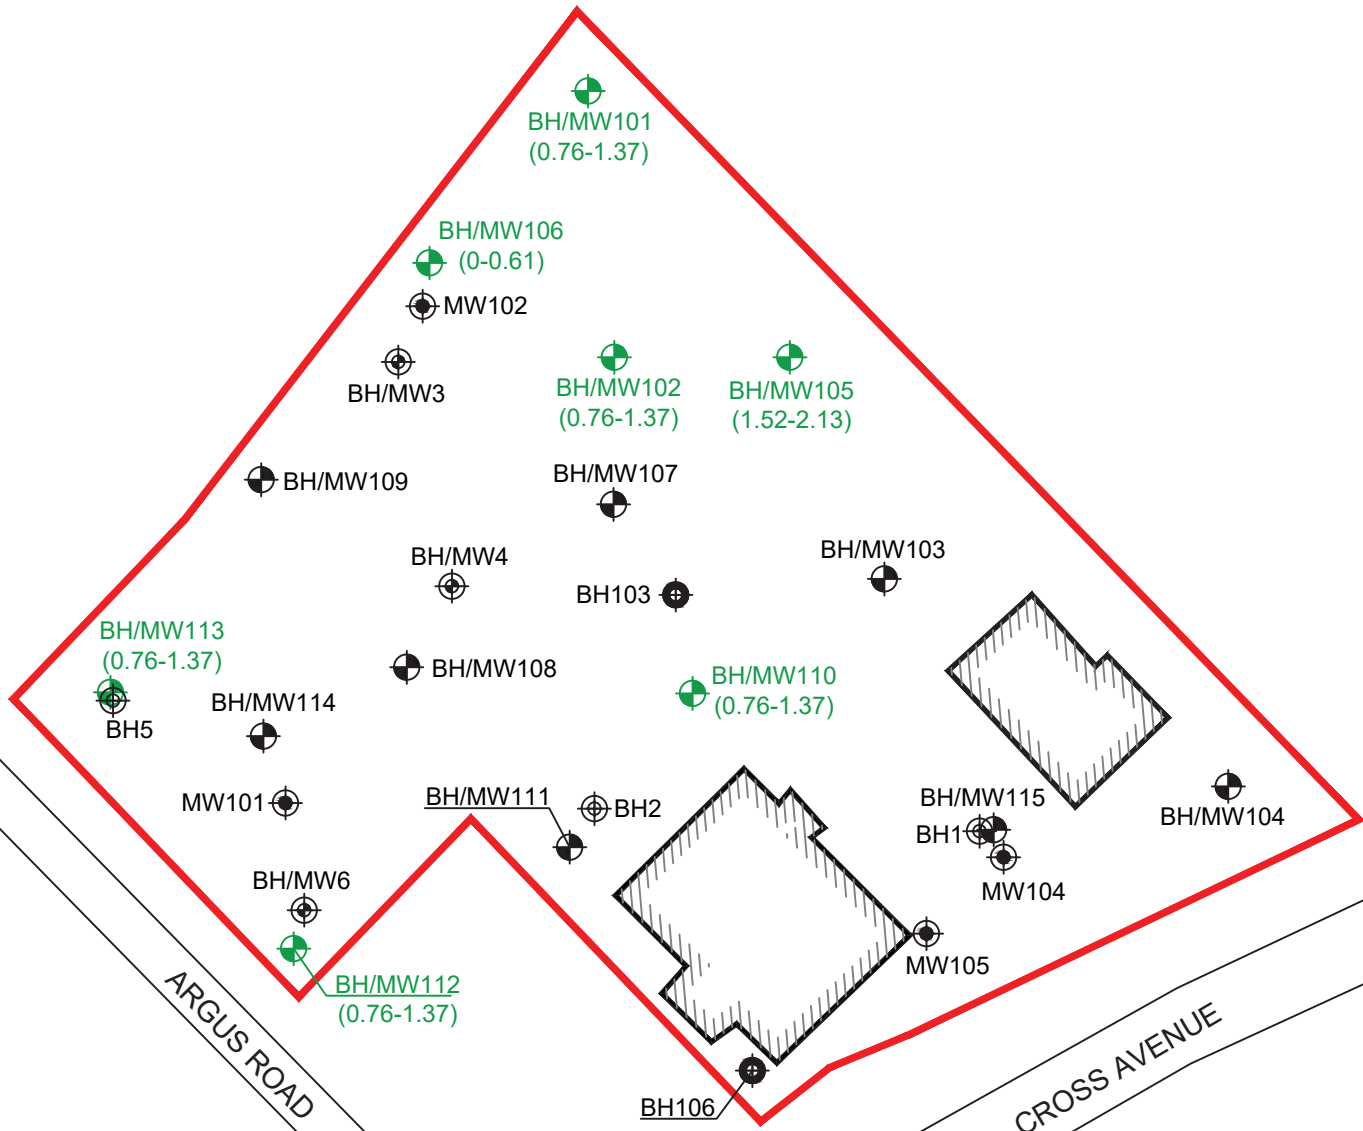 BH/MW101
(0.76-1.37)
BH/MW106
(0-0.61)
MW102
BH/MW3
BH/MW102
(0.76-1.37)
BH/MW105
(1.52-2.13)
BH/MW109
BH/MW107
BH/MW4
BH103
BH/MW103
BH/MW113
(0.76-1.37)
BH5
BH/MW108
BH/MW110
(0.76-1.37)
BH/MW114
MW101
BH/MW111
BH2
BH/MW115
BH1
MW104
BH/MW104
BH/MW6
MW105
BH/MW112
(0.76-1.37)
ARGUS ROAD
BH106
CROSS AVENUE